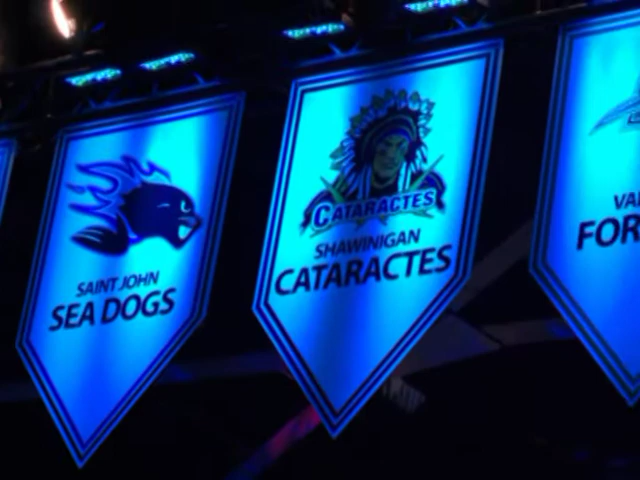 SAINT JOHN
SEA DOGS
CATARACTES
SHAWINIGAN
CATARACTES
FOR